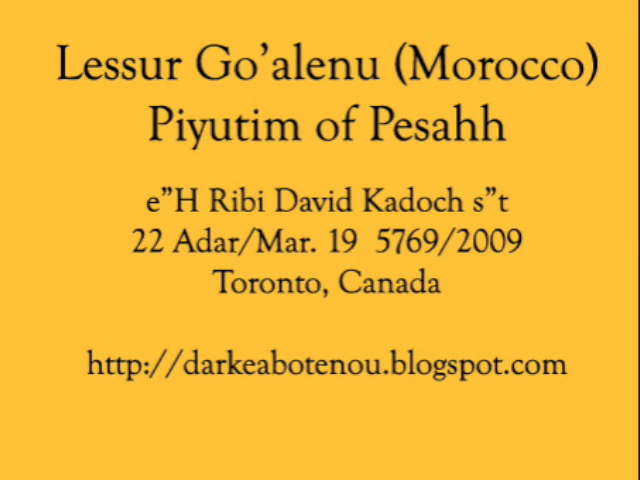 Lessur Go’alenu (Morocco)
Piyutim of Pesahh
e”H Ribi David Kadoch s”t
22 Adar/Mar. 19 5769/2009
Toronto, Canada
http://darkeabotenou.blogspot.com